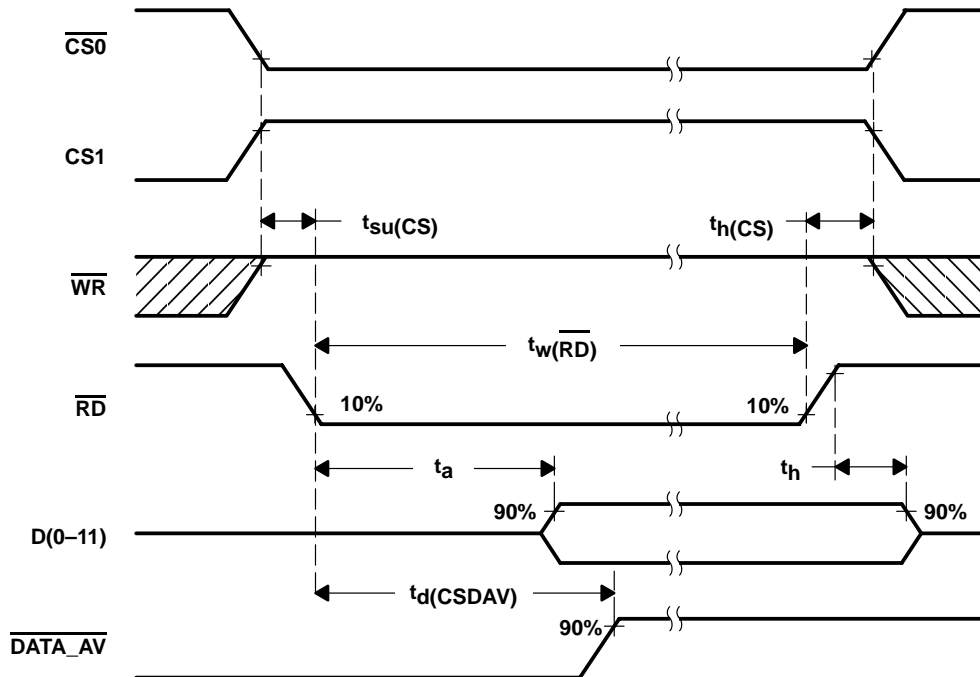 CS0
CS1
tsu(CS)
th(CS)
WR
tw(RD)
RD
10%
10%
ta
th
90%
90%
D(0–11)
td(CSDAV)
90%
DATA_AV